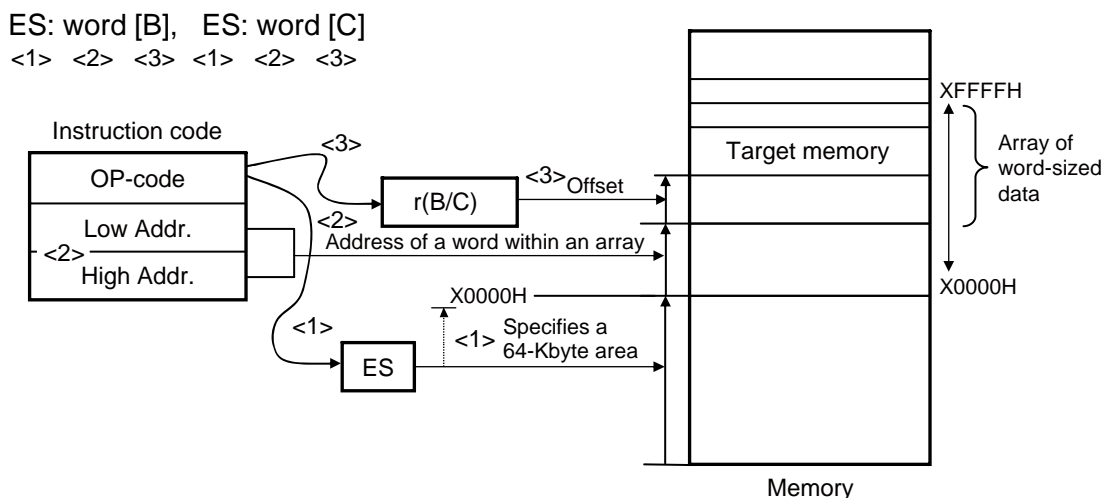 ES: word [B],   ES: word [C]
<1>   <2>   <3>   <1>   <2>   <3>
Instruction code
OP-code
Low Addr.
<2>
High Addr.
<3>
r(B/C)
<3> Offset
<2>
Address of a word within an array
X0000H
<1>
<1> Specifies a
64-Kbyte area
ES
Target memory
XFFFFH
Array of
word-sized
data
X0000H
Memory